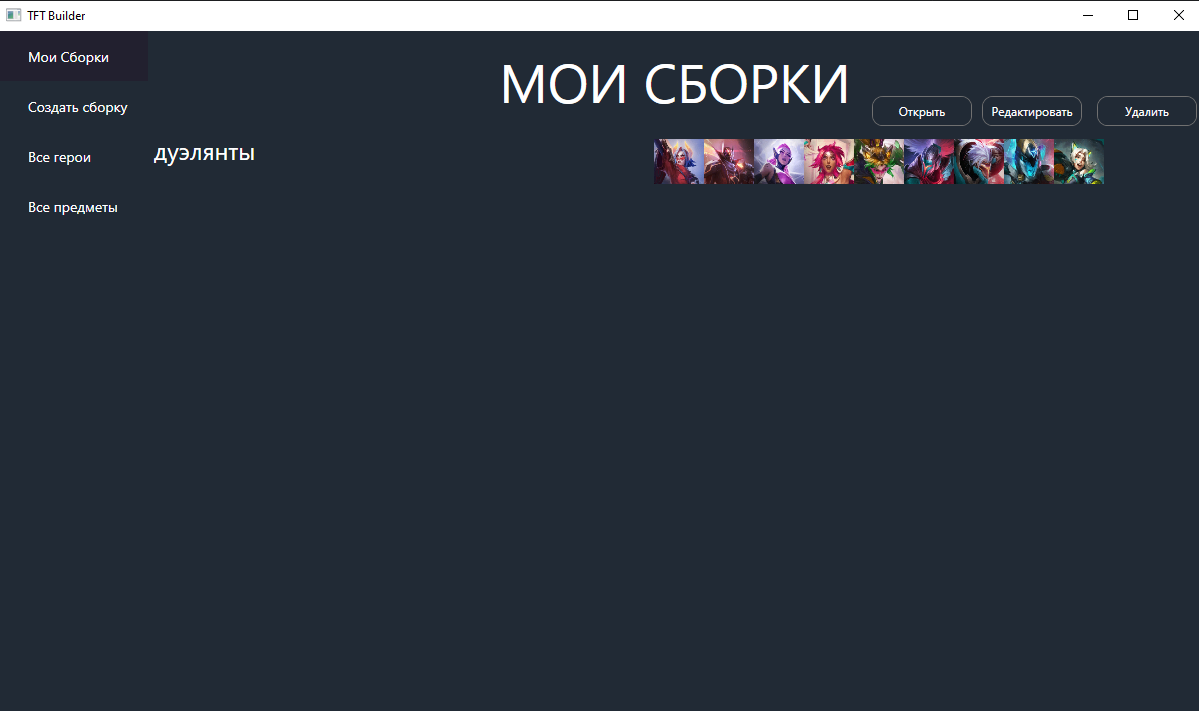 TFT Builder
Мои Сборки
Создать сборку
Все герои
Все предметы
МОИ СБОРКИ
Открыть
Редактировать
Удалить
дуэлянты